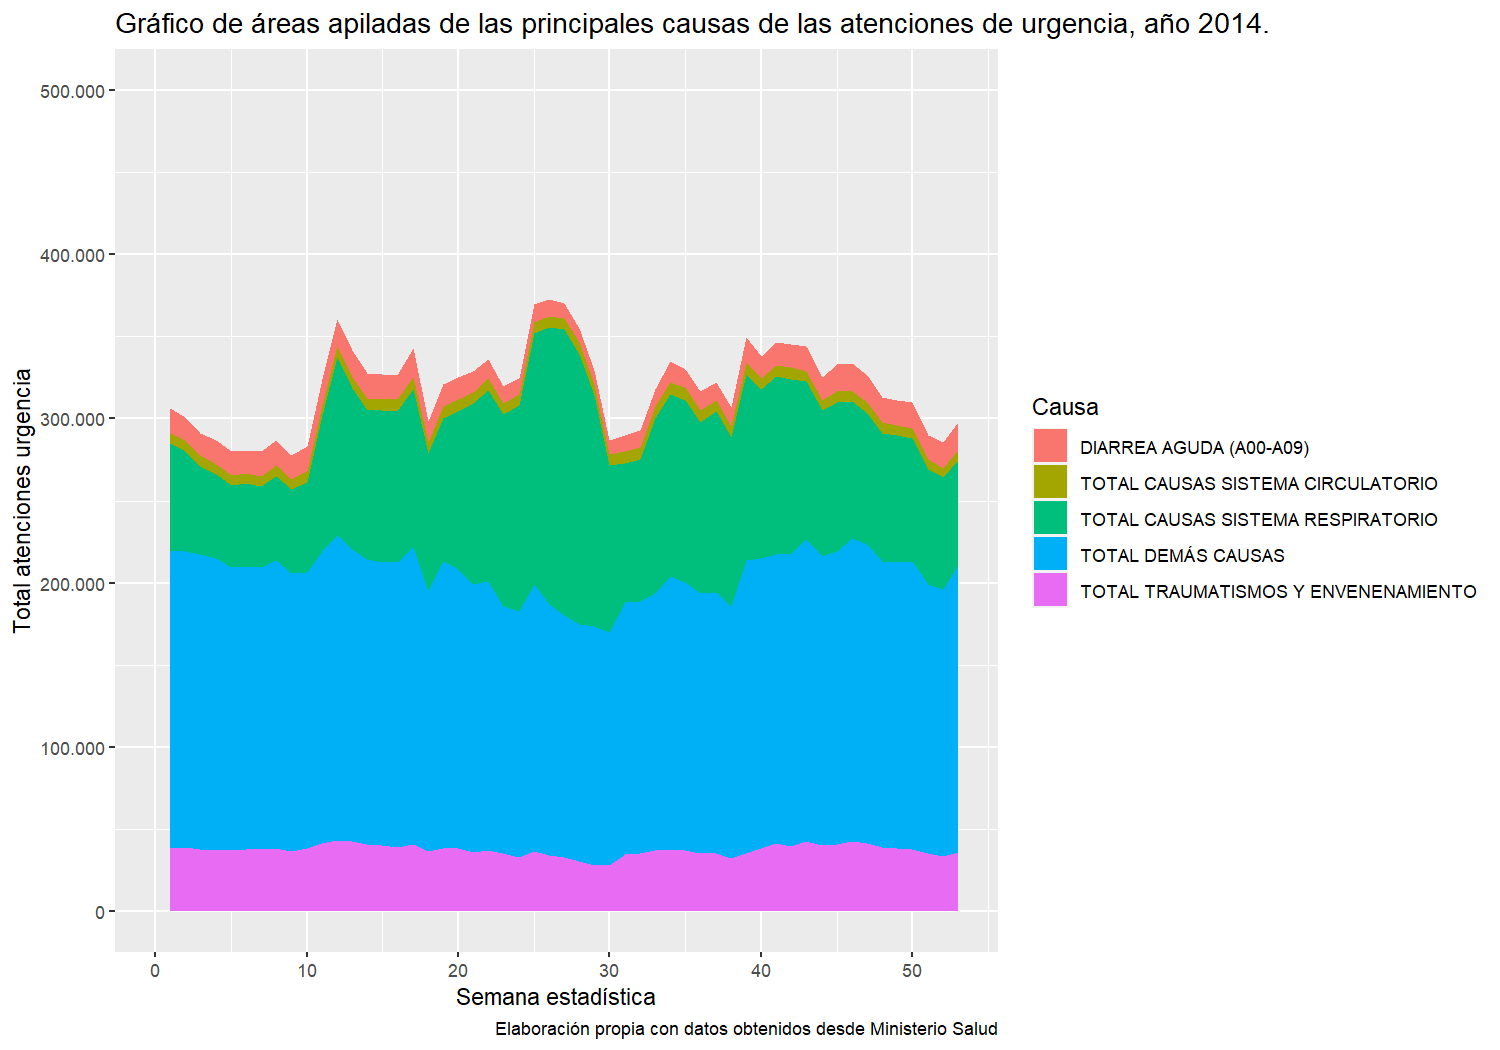 Gráfico de áreas apiladas de las principales causas de las atenciones de urgencia, año 2014.
Total atenciones urgencia
500.000
400.000
300.000
200.000
100.000
0
0 10 20 30 40 50
Semana estadística
Elaboración propia con datos obtenidos desde Ministerio Salud
Causa
DIARREA AGUDA (A00-A09)
TOTAL CAUSAS SISTEMA CIRCULATORIO
TOTAL CAUSAS SISTEMA RESPIRATORIO
TOTAL DEMÁS CAUSAS
TOTAL TRAUMATISMOS Y ENVENENAMIENTO